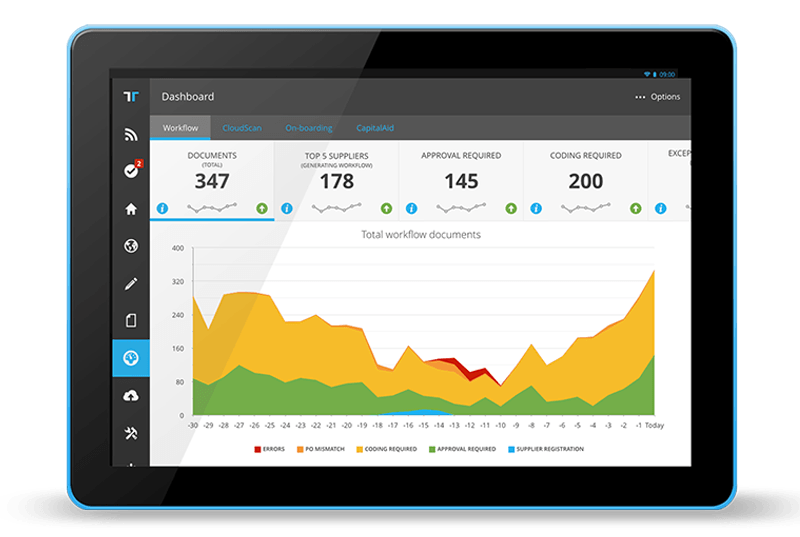 09:00
Dashboard
Options
2
Workflow CloudScan On-boarding CapitalAid
DOCUMENTS
(TOTAL)
347
TOP 5 SUPPLIERS
(GENERATING WORKFLOW)
178
APPROVAL REQUIRED
145
CODING REQUIRED
200
EXCEP
Total workflow documents
400
320
240
160
80
0
-30 -29 -28 -27 -26 -25 -24 -23 -22 -21 -20 -19 -18 -17 -16 -15 -14 -13 -12 -11 -10 -9 -8 -7 -6 -5 -4 -3 -2 -1 Today
ERRORS PO MISMATCH CODING REQUIRED APPROVAL REQUIRED SUPPLIER REGISTRATION